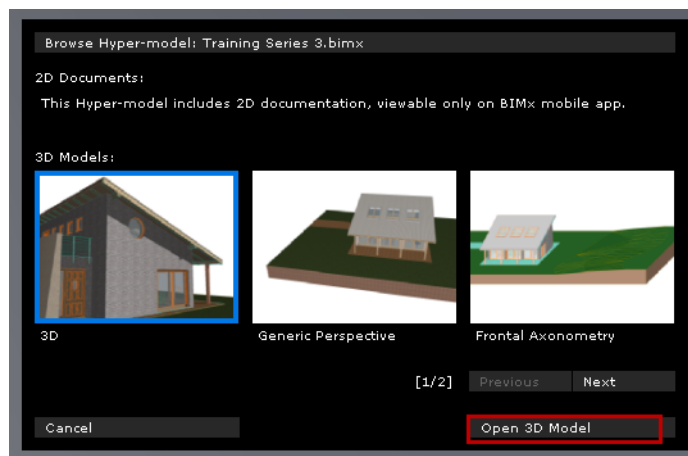 Browse Hyper-model: Training Series 3.bimx
2D Documents:
This Hyper-model includes 2D documentation, viewable only on BIMx mobile app.
3D Models:
3D Generic Perspective Frontal Axonometry
[1/2] Previous Next
Cancel Open 3D Model